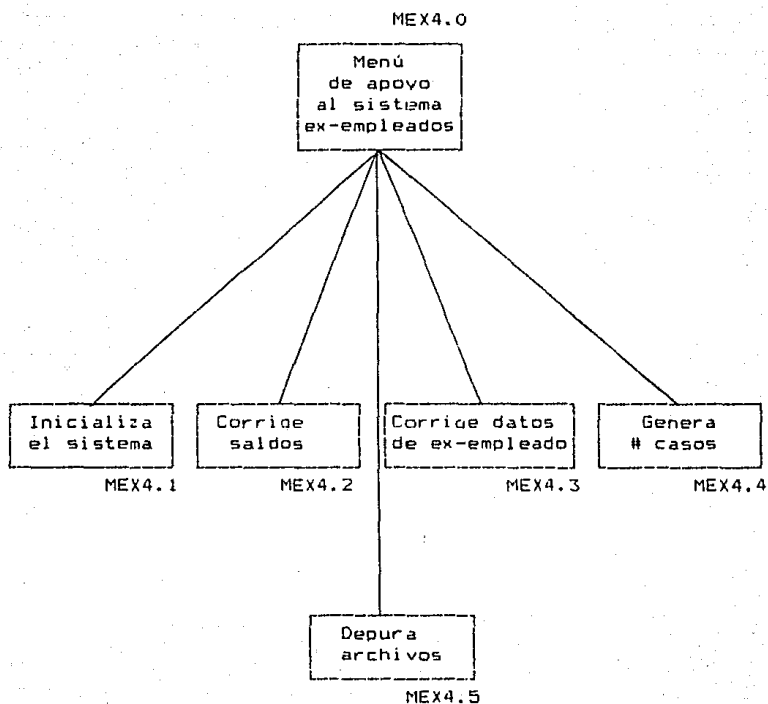 MEX4.0
Menú
de apoyo
al sistema
ex-empleados
Inicializa
el sistema
MEX4.1
Corrige
saldos
MEX4.2
Corrige datos
de ex-empleado
MEX4.3
Genera
# casos
MEX4.4
Depura
archivos
MEX4.5